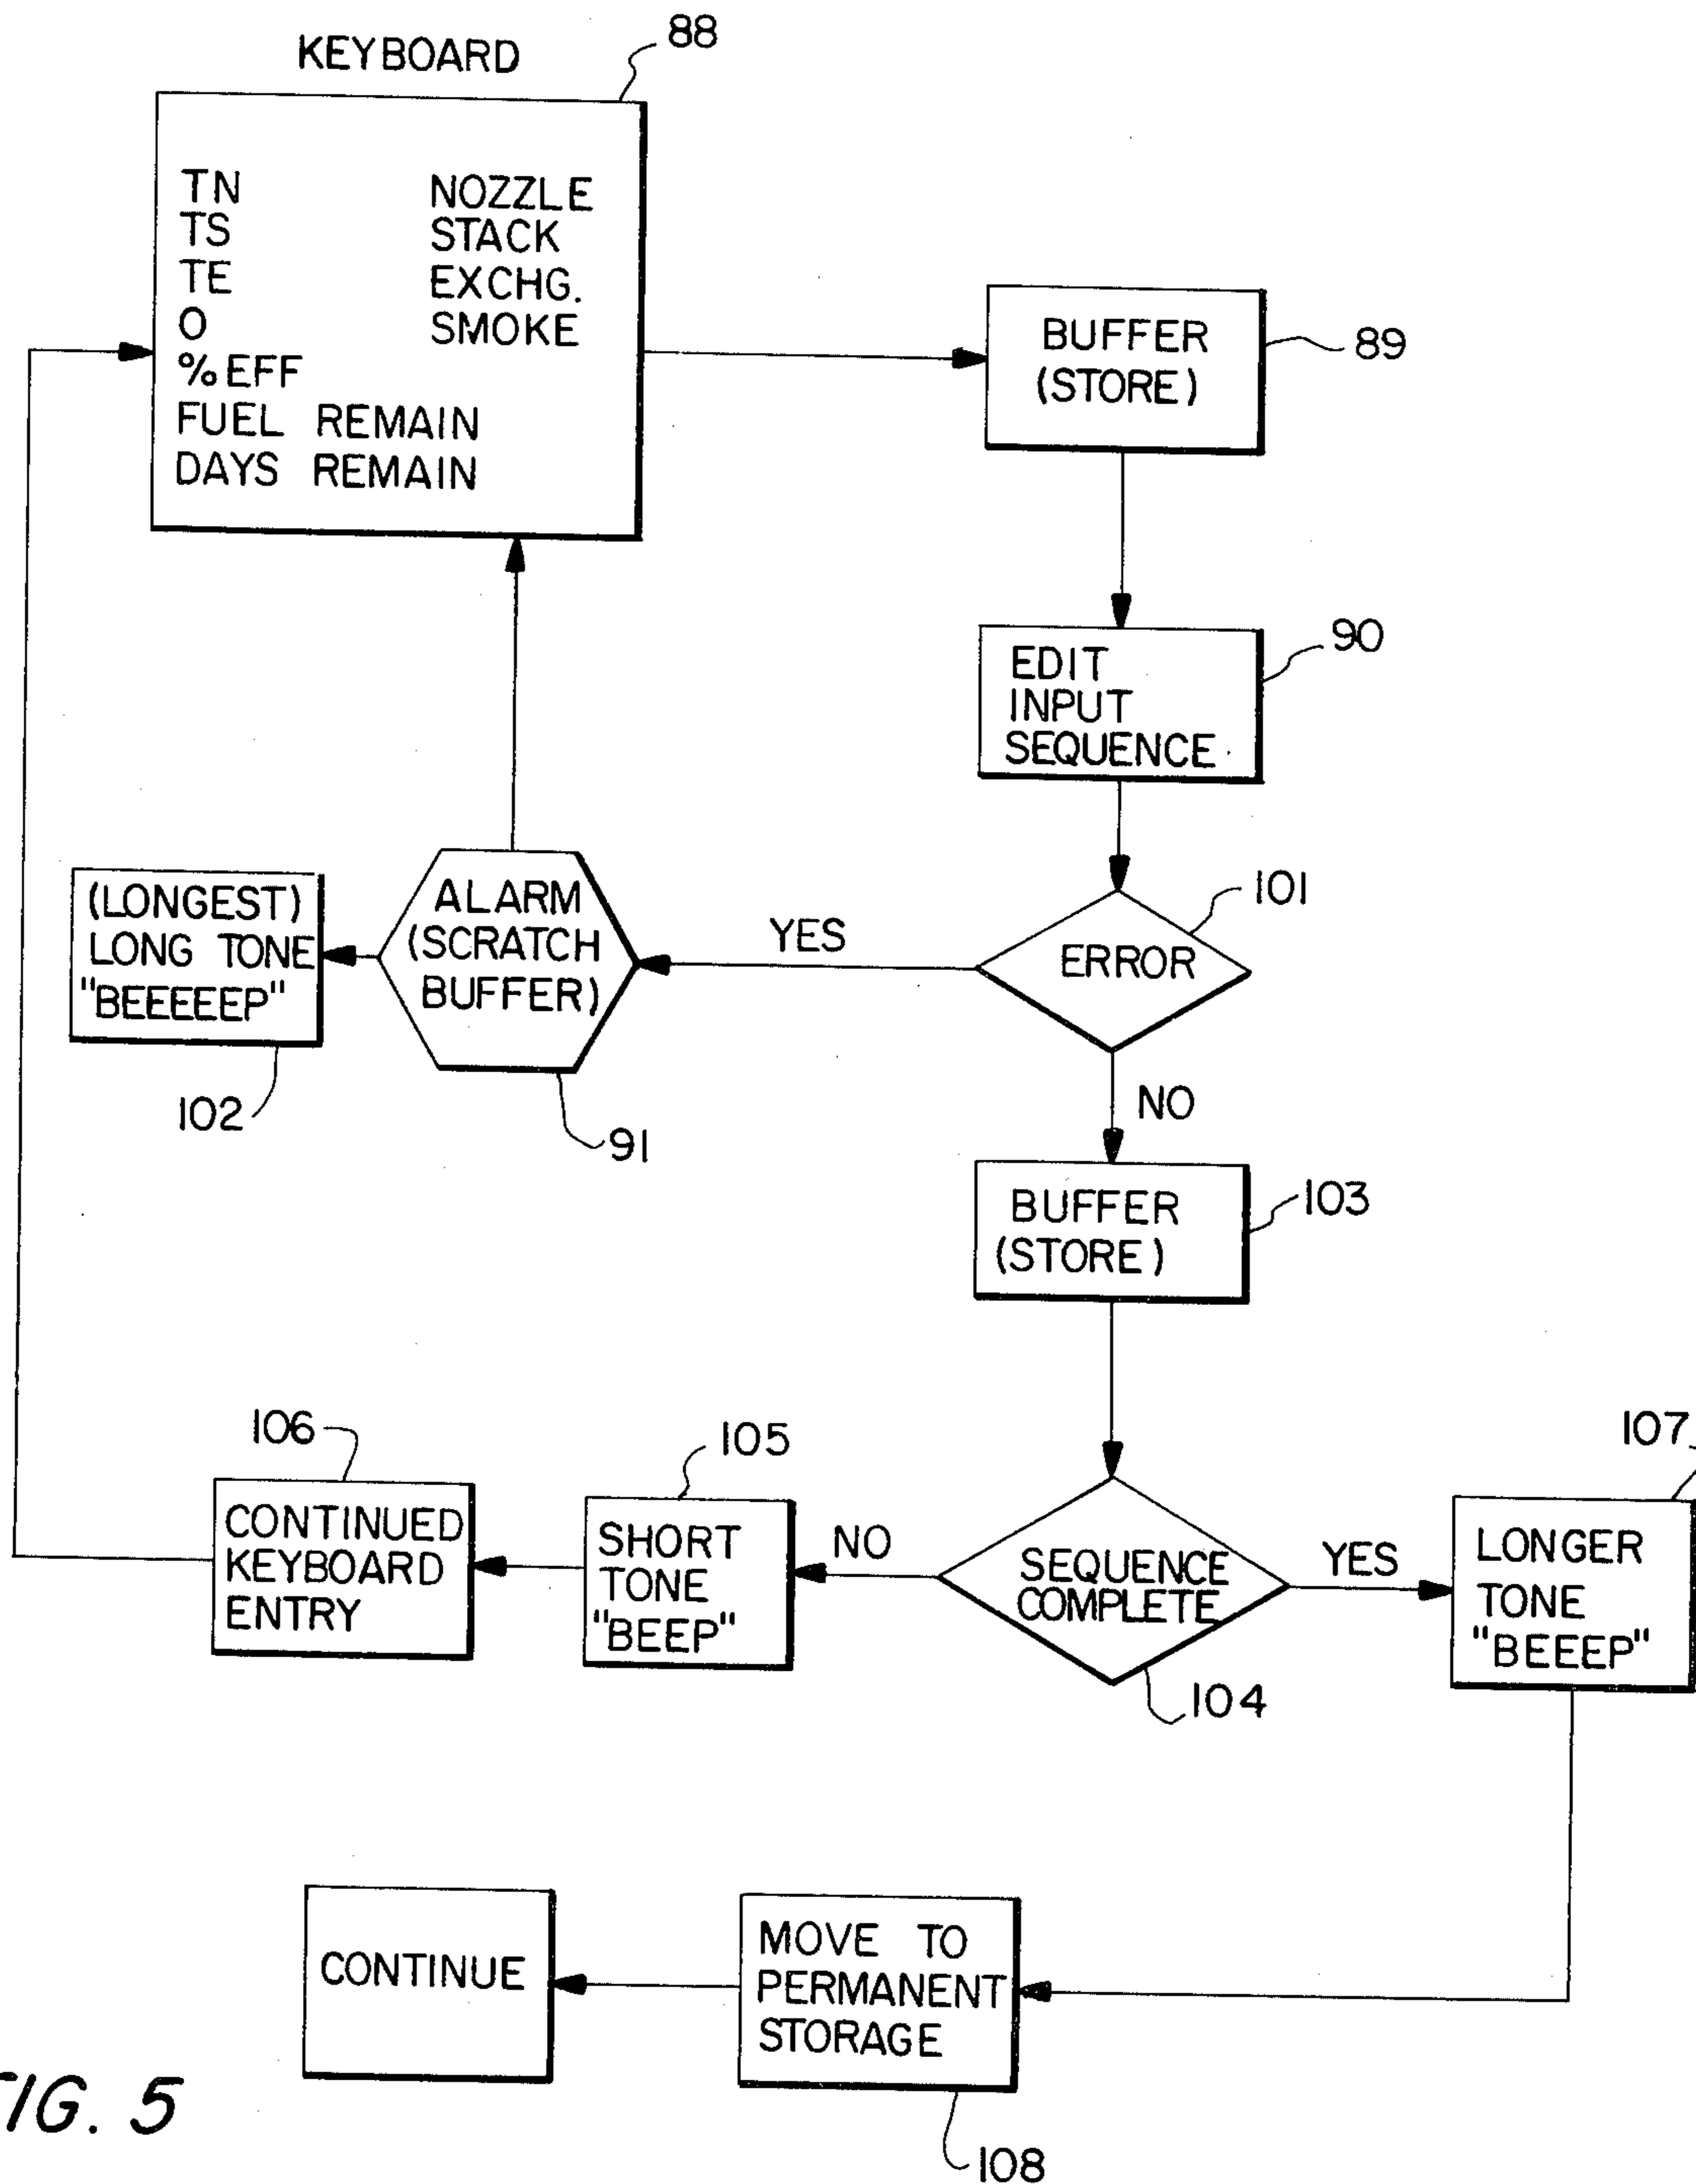 KEYBOARD
88
TN NOZZLE
TS STACK
TE EXCHG.
O SMOKE
%EFF
FUEL REMAIN
DAYS REMAIN
BUFFER
(STORE)
89
EDIT
INPUT
SEQUENCE
90
ERROR
101
YES
ALARM
(SCRATCH
BUFFER)
91
(LONGEST)
LONG TONE
"BEEEEEP"
102
NO
BUFFER
(STORE)
103
SEQUENCE
COMPLETE
104
NO
SHORT
TONE
"BEEP"
105
CONTINUED
KEYBOARD
ENTRY
106
YES
LONGER
TONE
"BEEEP"
107
MOVE TO
PERMANENT
STORAGE
108
CONTINUE
FIG. 5